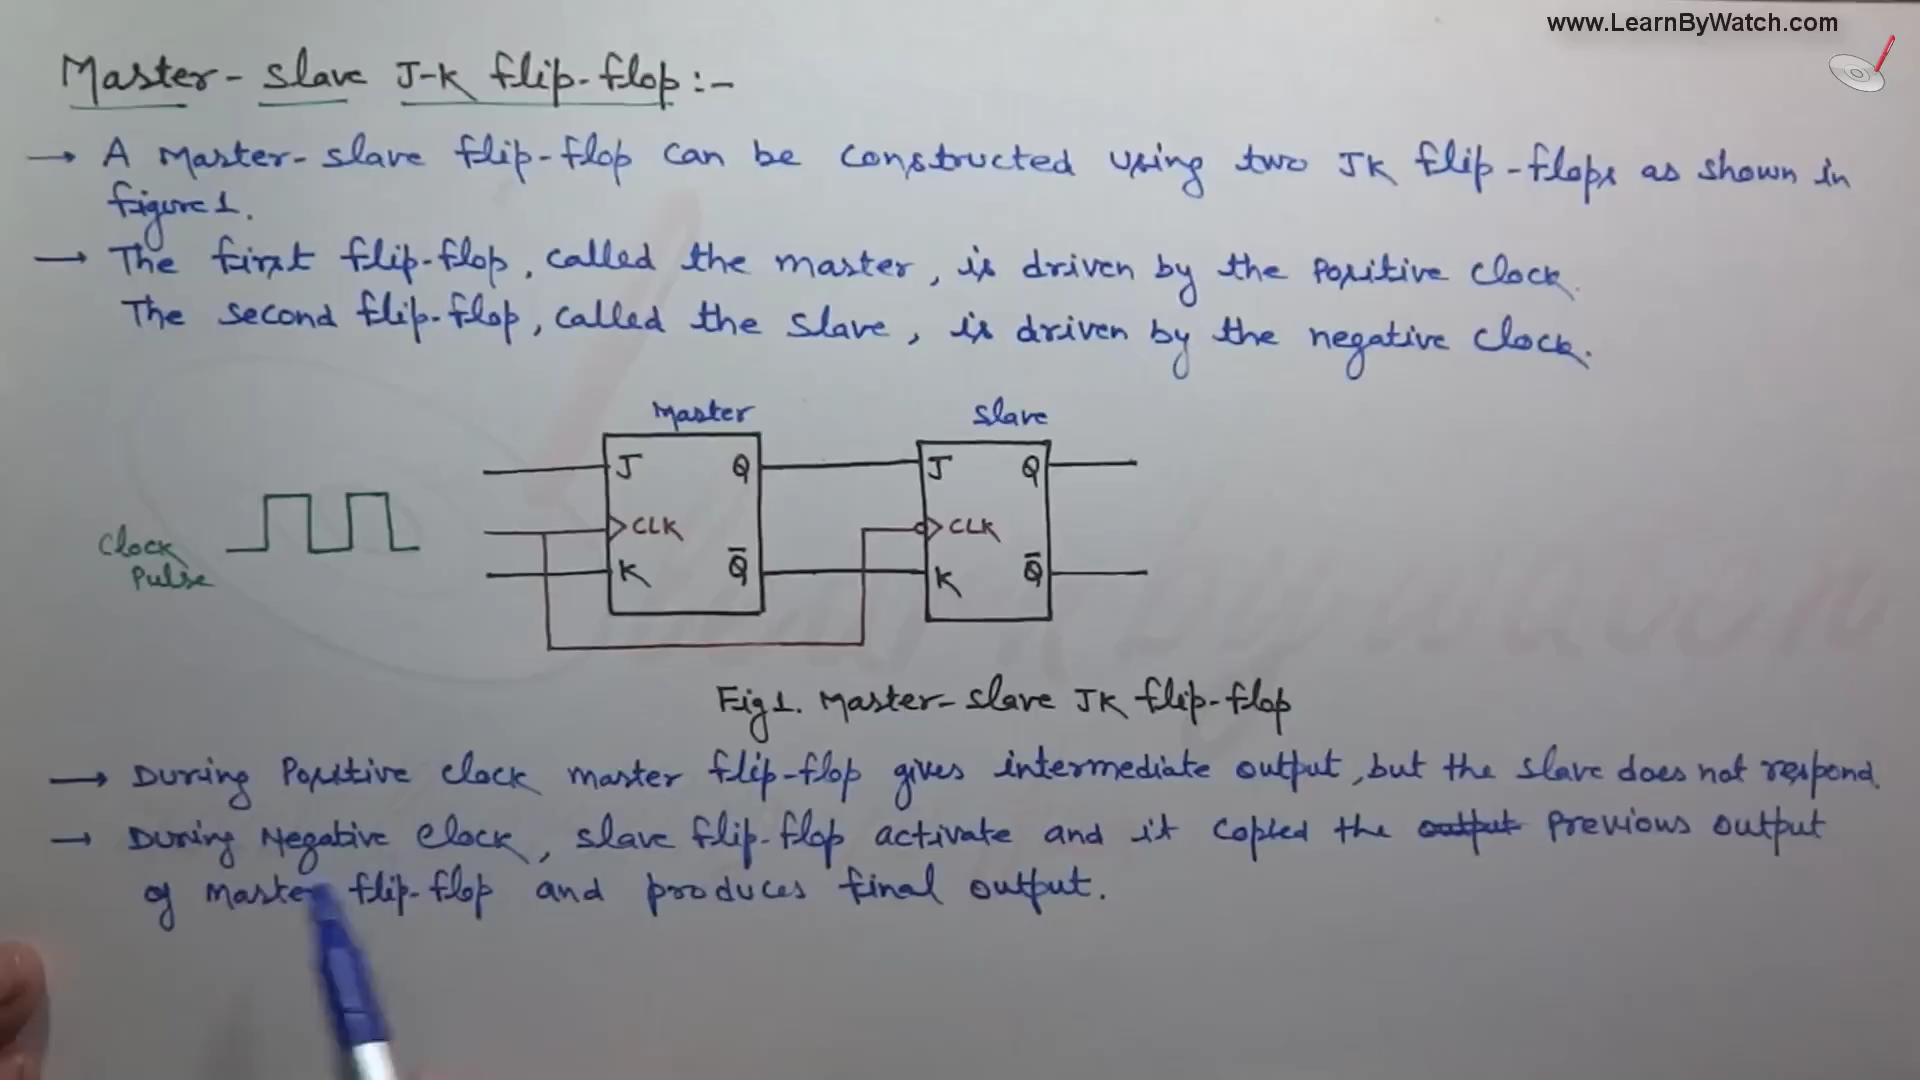 www.LearnByWatch.com
Master-Slave J-K flip-flop:-
→ A Master-slave flip-flop can be constructed using two JK flip-flops as shown in
figure 1.
→ The first flip-flop, called the master, is driven by the Positive clock.
The second flip-flop, called the slave, is driven by the negative clock.
Master
Slave
J Q
J Q
CLK
CLK
K Q̅
K Q̅
Clock
Pulse
Fig 1. Master-Slave JK flip-flop
→ During Positive clock master flip-flop gives intermediate output, but the slave does not respond.
→ During Negative clock, slave flip-flop activate and it copied the output previous output
of master flip-flop and produces final output.
learnbywatch